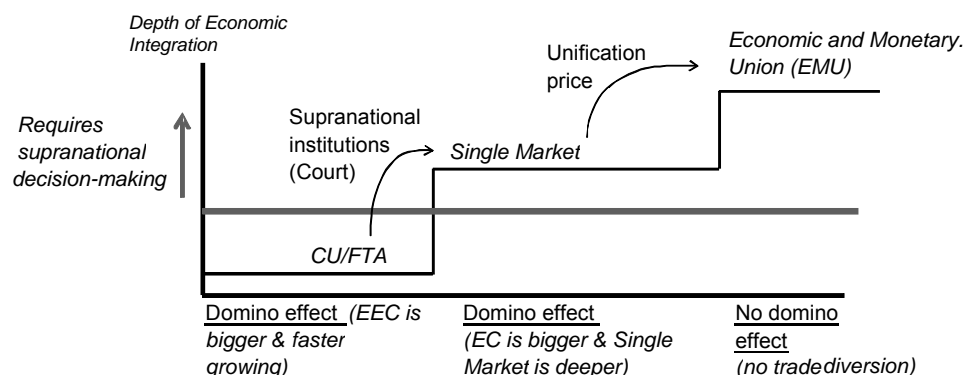 Depth of Economic
Integration
Requires
supranational
decision-making
Supranational
institutions
(Court)
CU/FTA
Unification
price
Single Market
Economic and Monetary.
Union (EMU)
Domino effect (EEC is
bigger & faster
growing)
Domino effect
(EC is bigger & Single
Market is deeper)
No domino
effect
(no tradediversion)